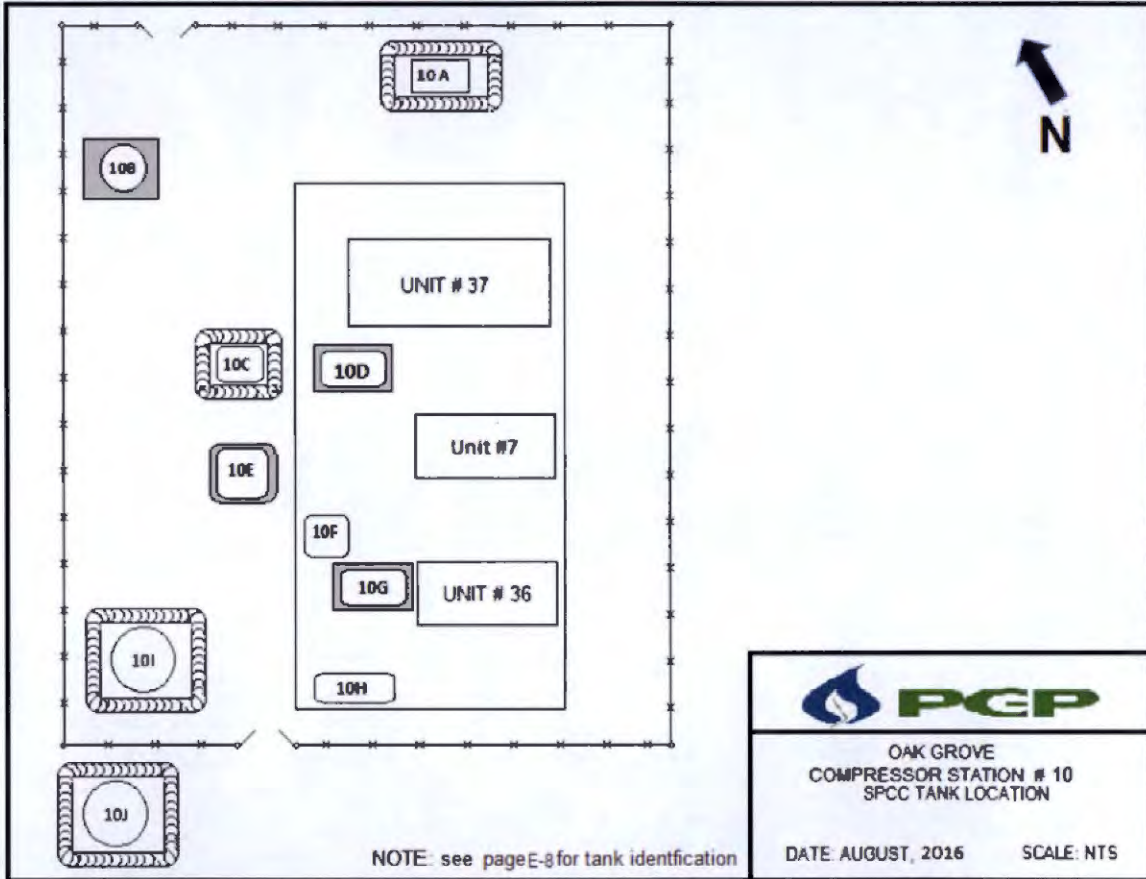 10 A
N
10B
UNIT # 37
10C
10D
Unit #7
10E
10F
10G
UNIT # 36
10I
10H
PGP
OAK GROVE
COMPRESSOR STATION # 10
SPCC TANK LOCATION
10J
NOTE: see page E-8 for tank identfication
DATE: AUGUST, 2016 SCALE: NTS